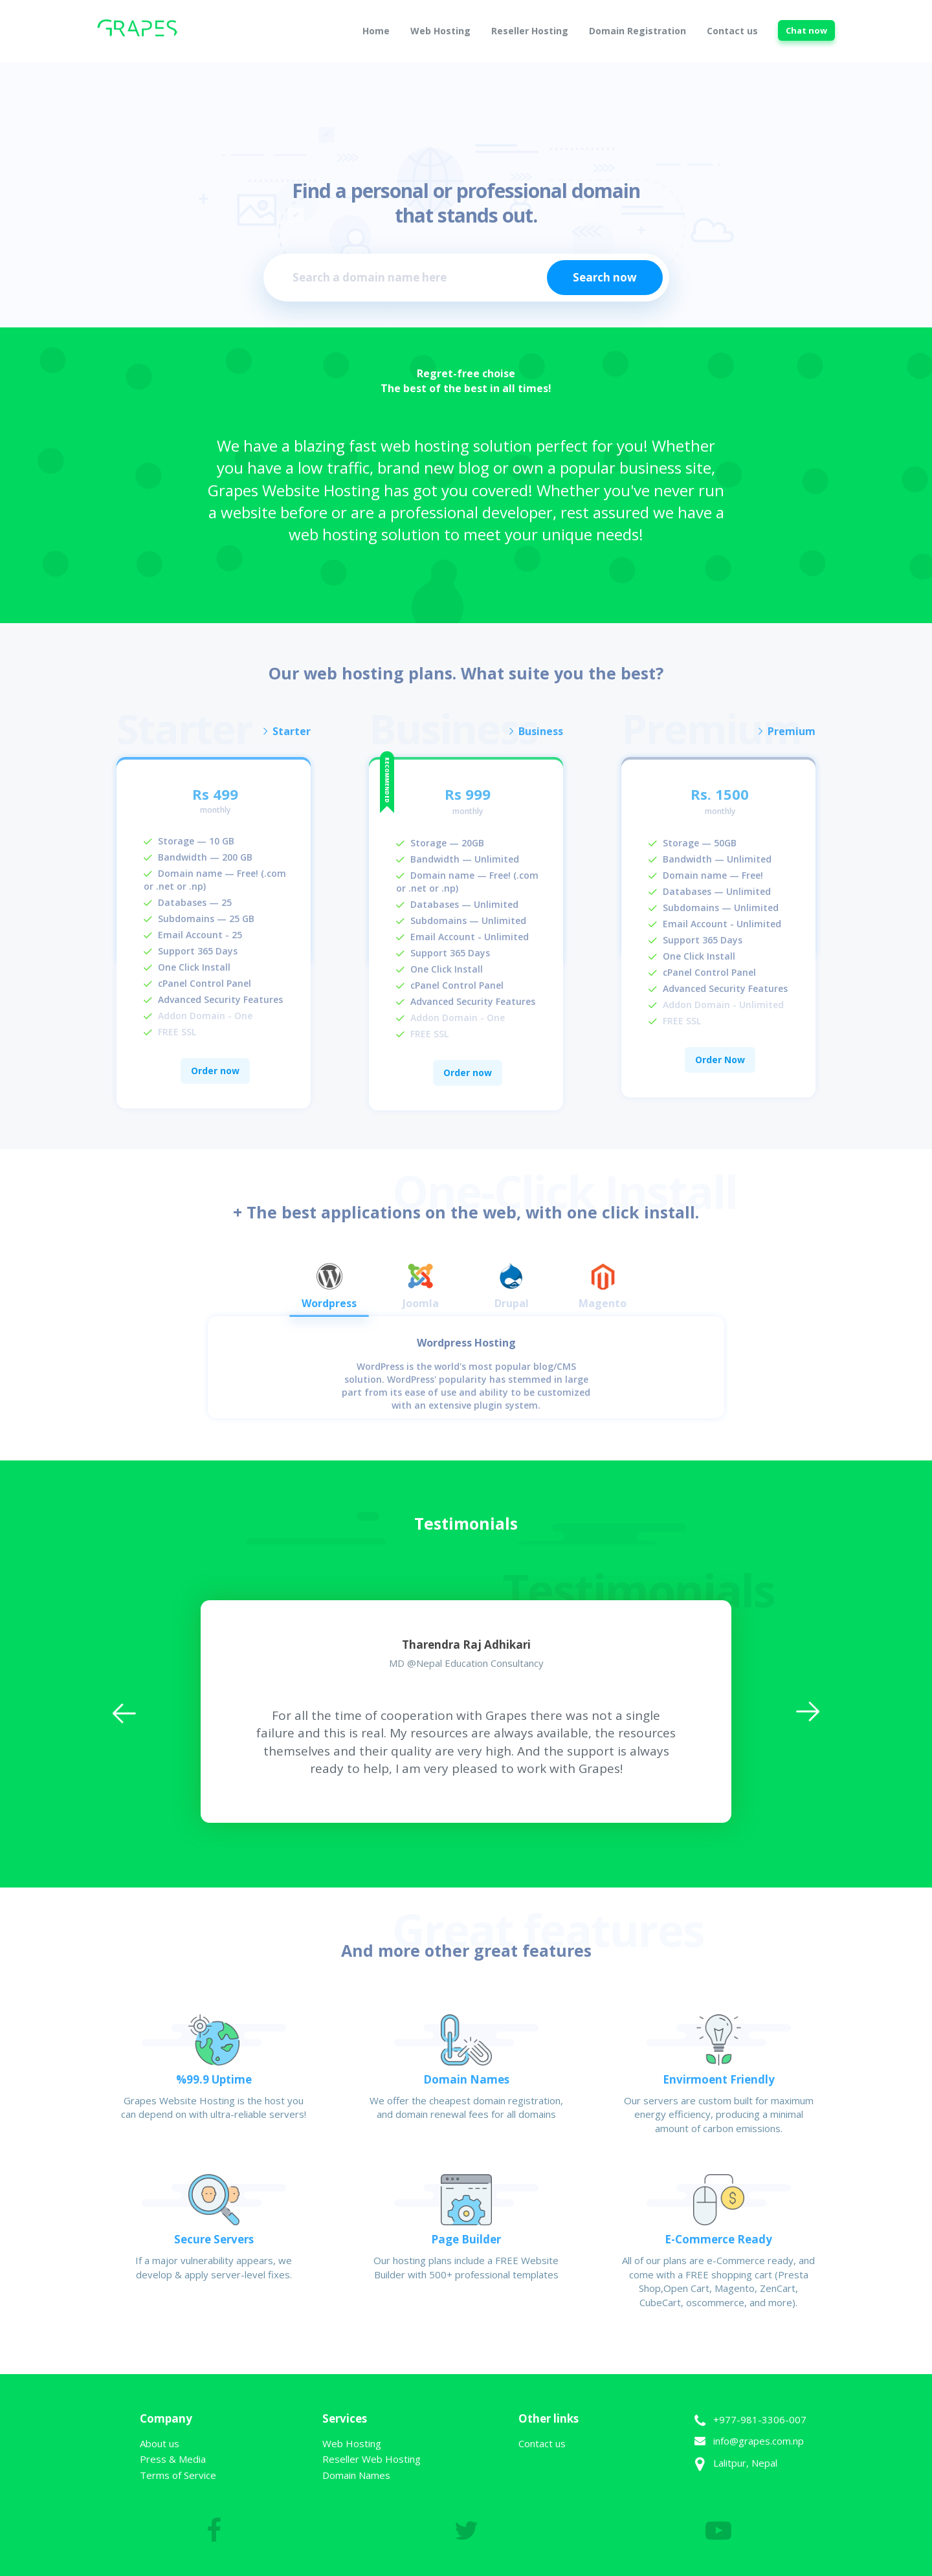 GRAPES
Home
Web Hosting
Reseller Hosting
Domain Registration
Contact us
Chat now
Find a personal or professional domain
that stands out.
Search a domain name here
Search now
Regret-free choise
The best of the best in all times!
We have a blazing fast web hosting solution perfect for you! Whether
you have a low traffic, brand new blog or own a popular business site,
Grapes Website Hosting has got you covered! Whether you've never run
a website before or are a professional developer, rest assured we have a
web hosting solution to meet your unique needs!
Our web hosting plans. What suite you the best?
Starter
Starter
Rs 499
monthly
Storage — 10 GB
Bandwidth — 200 GB
Domain name — Free! (.com
or .net or .np)
Databases — 25
Subdomains — 25 GB
Email Account - 25
Support 365 Days
One Click Install
cPanel Control Panel
Advanced Security Features
Addon Domain - One
FREE SSL
Order now
Business
Business
RECOMMENDED
Rs 999
monthly
Storage — 20GB
Bandwidth — Unlimited
Domain name — Free! (.com
or .net or .np)
Databases — Unlimited
Subdomains — Unlimited
Email Account - Unlimited
Support 365 Days
One Click Install
cPanel Control Panel
Advanced Security Features
Addon Domain - One
FREE SSL
Order now
Premium
Premium
Rs. 1500
monthly
Storage — 50GB
Bandwidth — Unlimited
Domain name — Free!
Databases — Unlimited
Subdomains — Unlimited
Email Account - Unlimited
Support 365 Days
One Click Install
cPanel Control Panel
Advanced Security Features
Addon Domain - Unlimited
FREE SSL
Order Now
One-Click Install
+ The best applications on the web, with one click install.
Wordpress
Joomla
Drupal
Magento
Wordpress Hosting
WordPress is the world's most popular blog/CMS
solution. WordPress' popularity has stemmed in large
part from its ease of use and ability to be customized
with an extensive plugin system.
Testimonials
Testimonials
Tharendra Raj Adhikari
MD @Nepal Education Consultancy
For all the time of cooperation with Grapes there was not a single
failure and this is real. My resources are always available, the resources
themselves and their quality are very high. And the support is always
ready to help, I am very pleased to work with Grapes!
Great features
And more other great features
%99.9 Uptime
Grapes Website Hosting is the host you
can depend on with ultra-reliable servers!
Domain Names
We offer the cheapest domain registration,
and domain renewal fees for all domains
Envirmoent Friendly
Our servers are custom built for maximum
energy efficiency, producing a minimal
amount of carbon emissions.
Secure Servers
If a major vulnerability appears, we
develop & apply server-level fixes.
Page Builder
Our hosting plans include a FREE Website
Builder with 500+ professional templates
E-Commerce Ready
All of our plans are e-Commerce ready, and
come with a FREE shopping cart (Presta
Shop,Open Cart, Magento, ZenCart,
CubeCart, oscommerce, and more).
Company
About us
Press & Media
Terms of Service
Services
Web Hosting
Reseller Web Hosting
Domain Names
Other links
Contact us
+977-981-3306-007
info@grapes.com.np
Lalitpur, Nepal